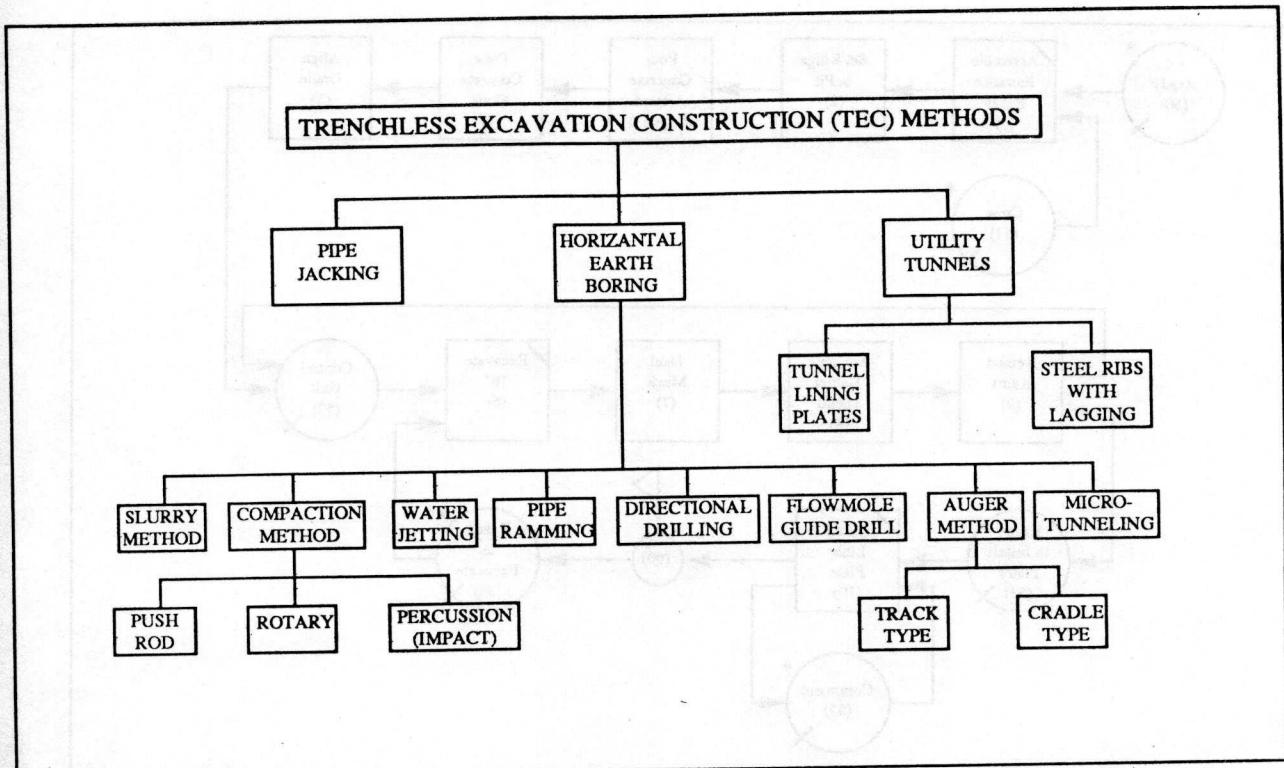 TRENCHLESS EXCAVATION CONSTRUCTION (TEC) METHODS
PIPE
JACKING
HORIZANTAL
EARTH
BORING
UTILITY
TUNNELS
TUNNEL
LINING
PLATES
STEEL RIBS
WITH
LAGGING
SLURRY
METHOD
COMPACTION
METHOD
WATER
JETTING
PIPE
RAMMING
DIRECTIONAL
DRILLING
FLOWMOLE
GUIDE DRILL
AUGER
METHOD
MICRO-
TUNNELING
PUSH
ROD
ROTARY
PERCUSSION
(IMPACT)
TRACK
TYPE
CRADLE
TYPE